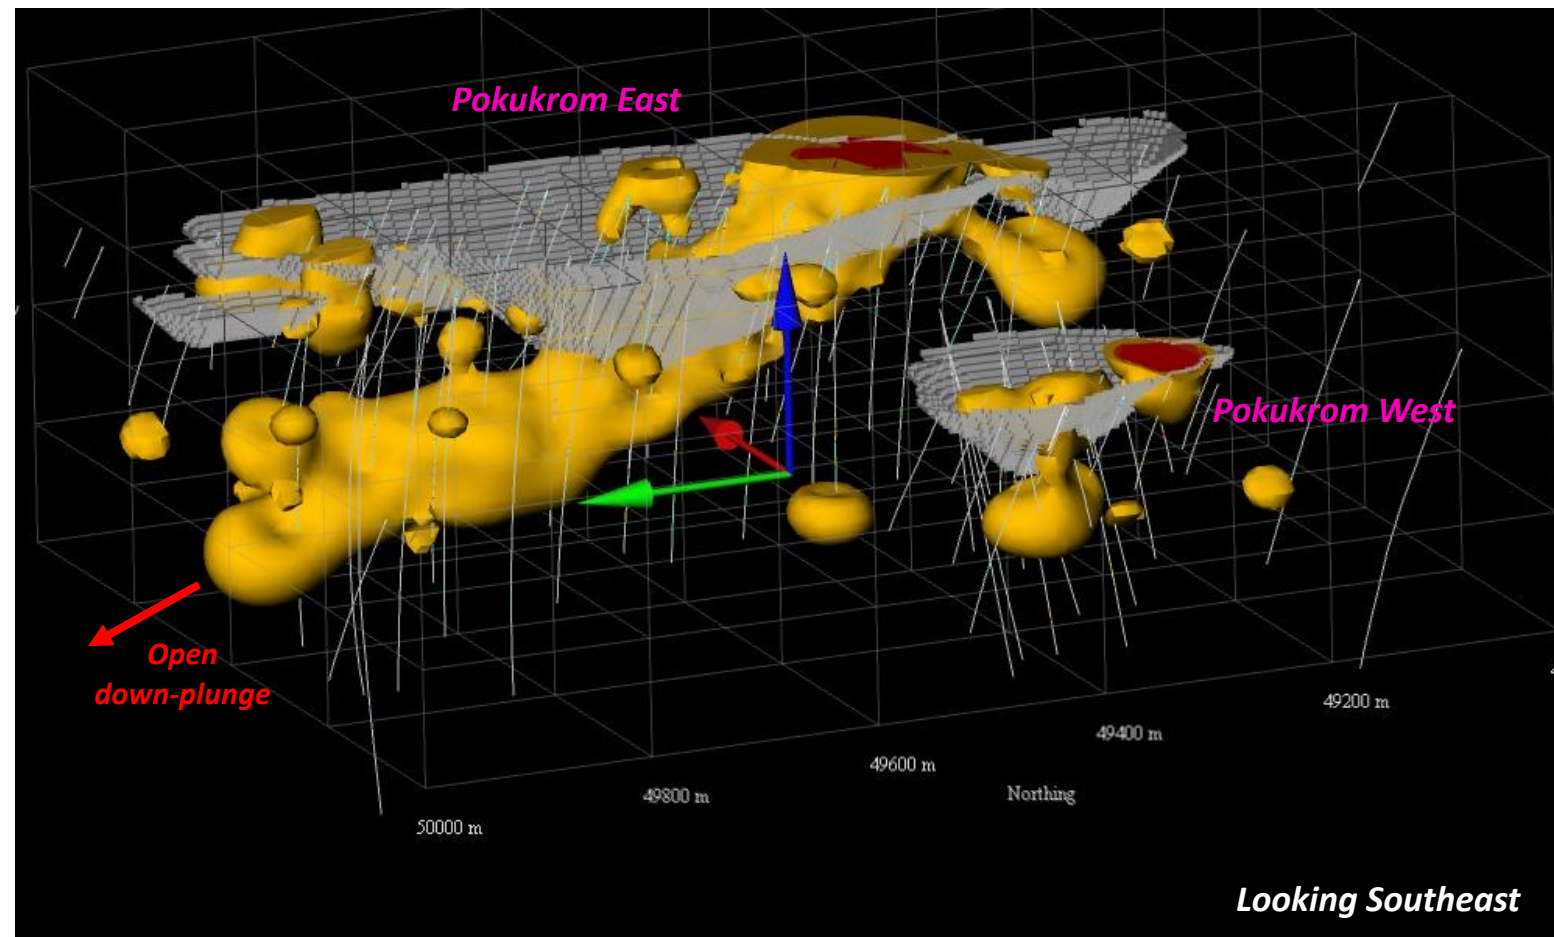 Pokukrom East
Pokukrom West
Open
down-plunge
49200 m
49400 m
49600 m
Northing
49800 m
50000 m
Looking Southeast